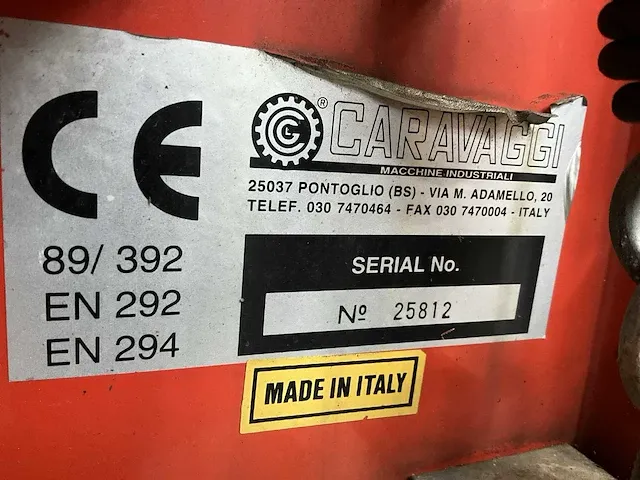 CE
89/ 392
EN 292
EN 294
CG ®
CARAVAGGI
MACCHINE INDUSTRIALI
25037 PONTOGLIO (BS) - VIA M. ADAMELLO, 20
TELEF. 030 7470464 - FAX 030 7470004 - ITALY
SERIAL No.
Nº 25812
MADE IN ITALY